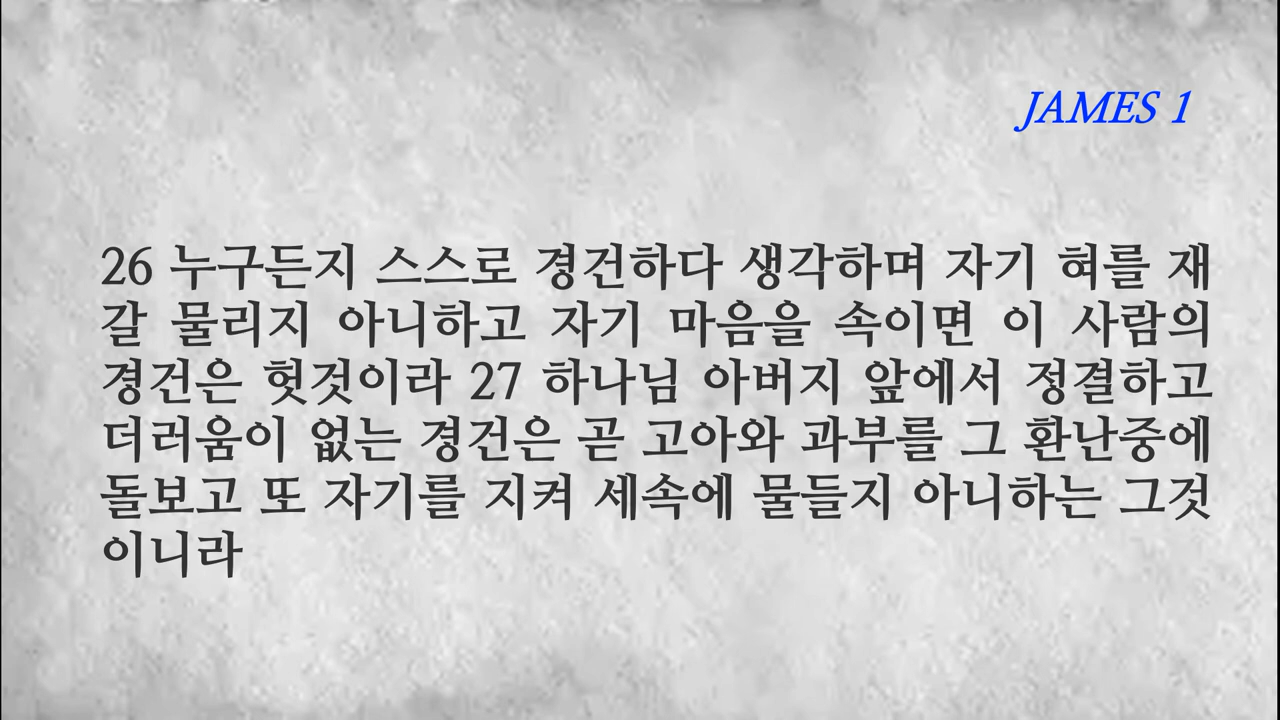 JAMES 1
26 누구든지 스스로 경건하다 생각하며 자기 혀를 재
갈 물리지 아니하고 자기 마음을 속이면 이 사람의
경건은 헛것이라 27 하나님 아버지 앞에서 정결하고
더러움이 없는 경건은 곧 고아와 과부를 그 환난중에
돌보고 또 자기를 지켜 세속에 물들지 아니하는 그것
이니라